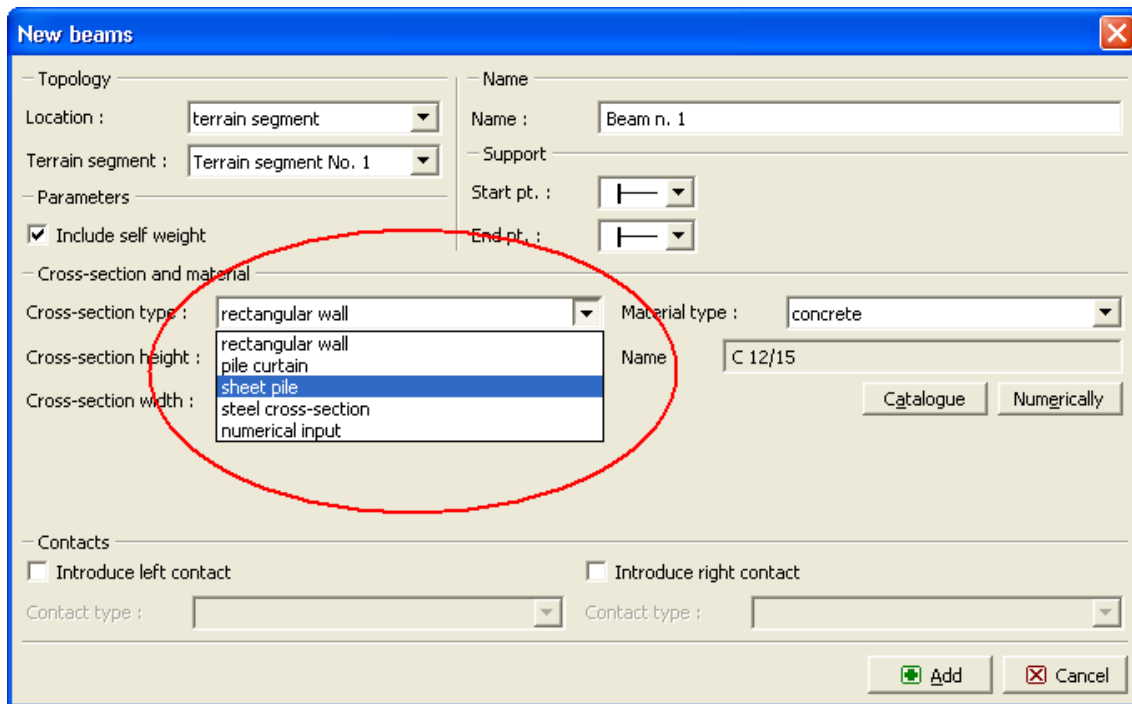 New beams
Topology
Location :
terrain segment
Terrain segment :
Terrain segment No. 1
Parameters
Include self weight
Name
Name :
Beam n. 1
Support
Start pt. :
End pt. :
Cross-section and material
Cross-section type :
rectangular wall
rectangular wall
pile curtain
sheet pile
steel cross-section
numerical input
Cross-section height :
Cross-section width :
Material type :
concrete
Name
C 12/15
Catalogue
Numerically
Contacts
Introduce left contact
Contact type :
Introduce right contact
Contact type :
Add
Cancel